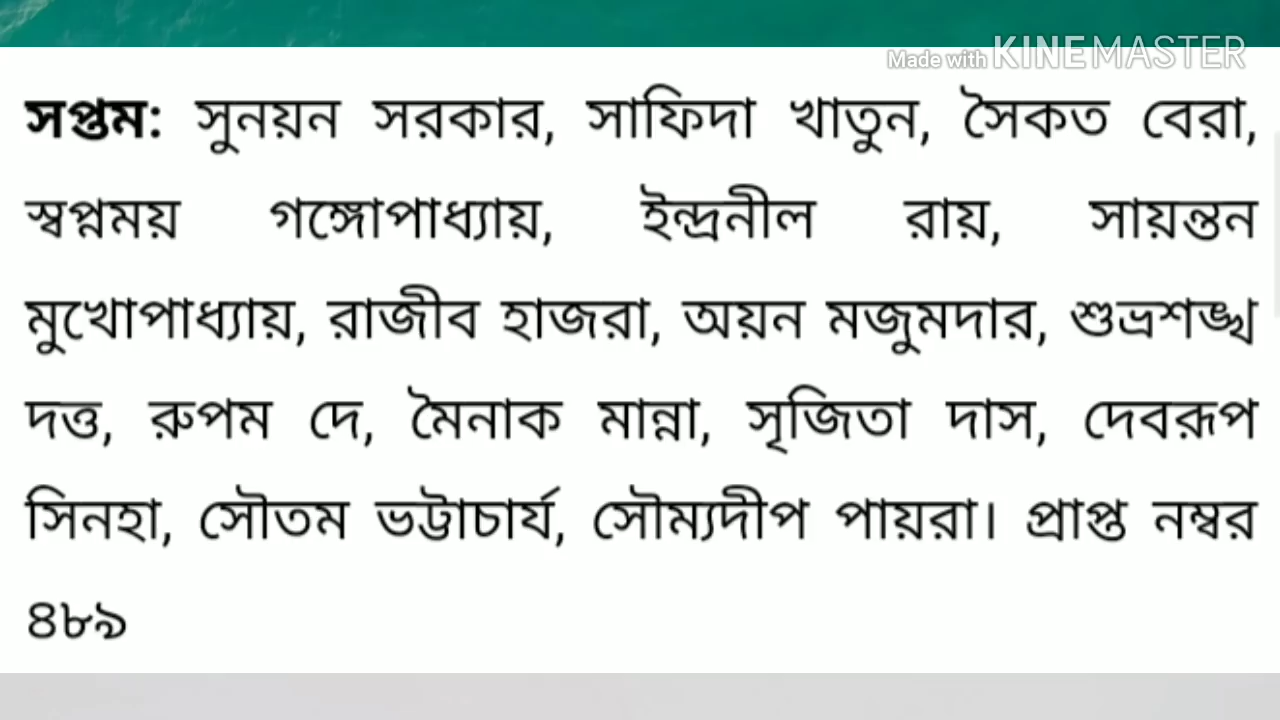 Made with KINEMASTER
সপ্তম: সুনয়ন সরকার, সাফিদা খাতুন, সৈকত বেরা,
স্বপ্নময় গঙ্গোপাধ্যায়, ইন্দ্রনীল রায়, সায়ন্তন
মুখোপাধ্যায়, রাজীব হাজরা, অয়ন মজুমদার, শুভ্রশঙ্খ
দত্ত, রুপম দে, মৈনাক মান্না, সৃজিতা দাস, দেবরূপ
সিনহা, সৌতম ভট্টাচার্য, সৌম্যদীপ পায়রা। প্রাপ্ত নম্বর
৪৮৯